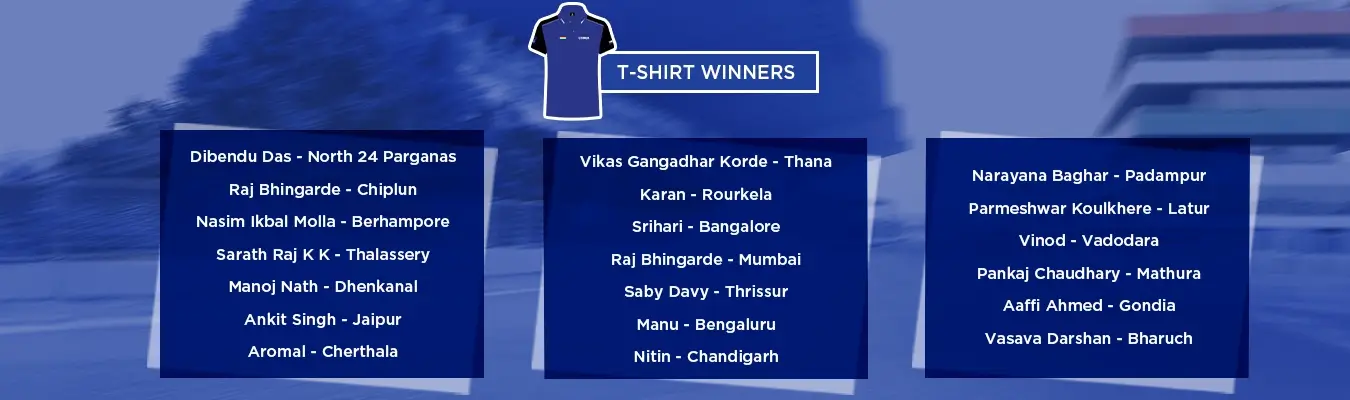 T-SHIRT WINNERS
Dibendu Das - North 24 Parganas
Raj Bhingarde - Chiplun
Nasim Ikbal Molla - Berhampore
Sarath Raj K K - Thalassery
Manoj Nath - Dhenkanal
Ankit Singh - Jaipur
Aromal - Cherthala
Vikas Gangadhar Korde - Thana
Karan - Rourkela
Srihari - Bangalore
Raj Bhingarde - Mumbai
Saby Davy - Thrissur
Manu - Bengaluru
Nitin - Chandigarh
Narayana Baghar - Padampur
Parmeshwar Koulkhere - Latur
Vinod - Vadodara
Pankaj Chaudhary - Mathura
Aaffi Ahmed - Gondia
Vasava Darshan - Bharuch